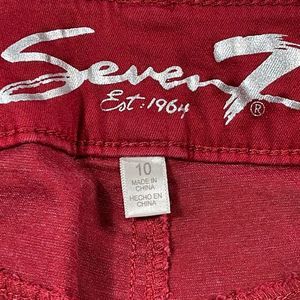 Seven7®
Est. 1964
10
MADE IN
CHINA
HECHO EN
CHINA